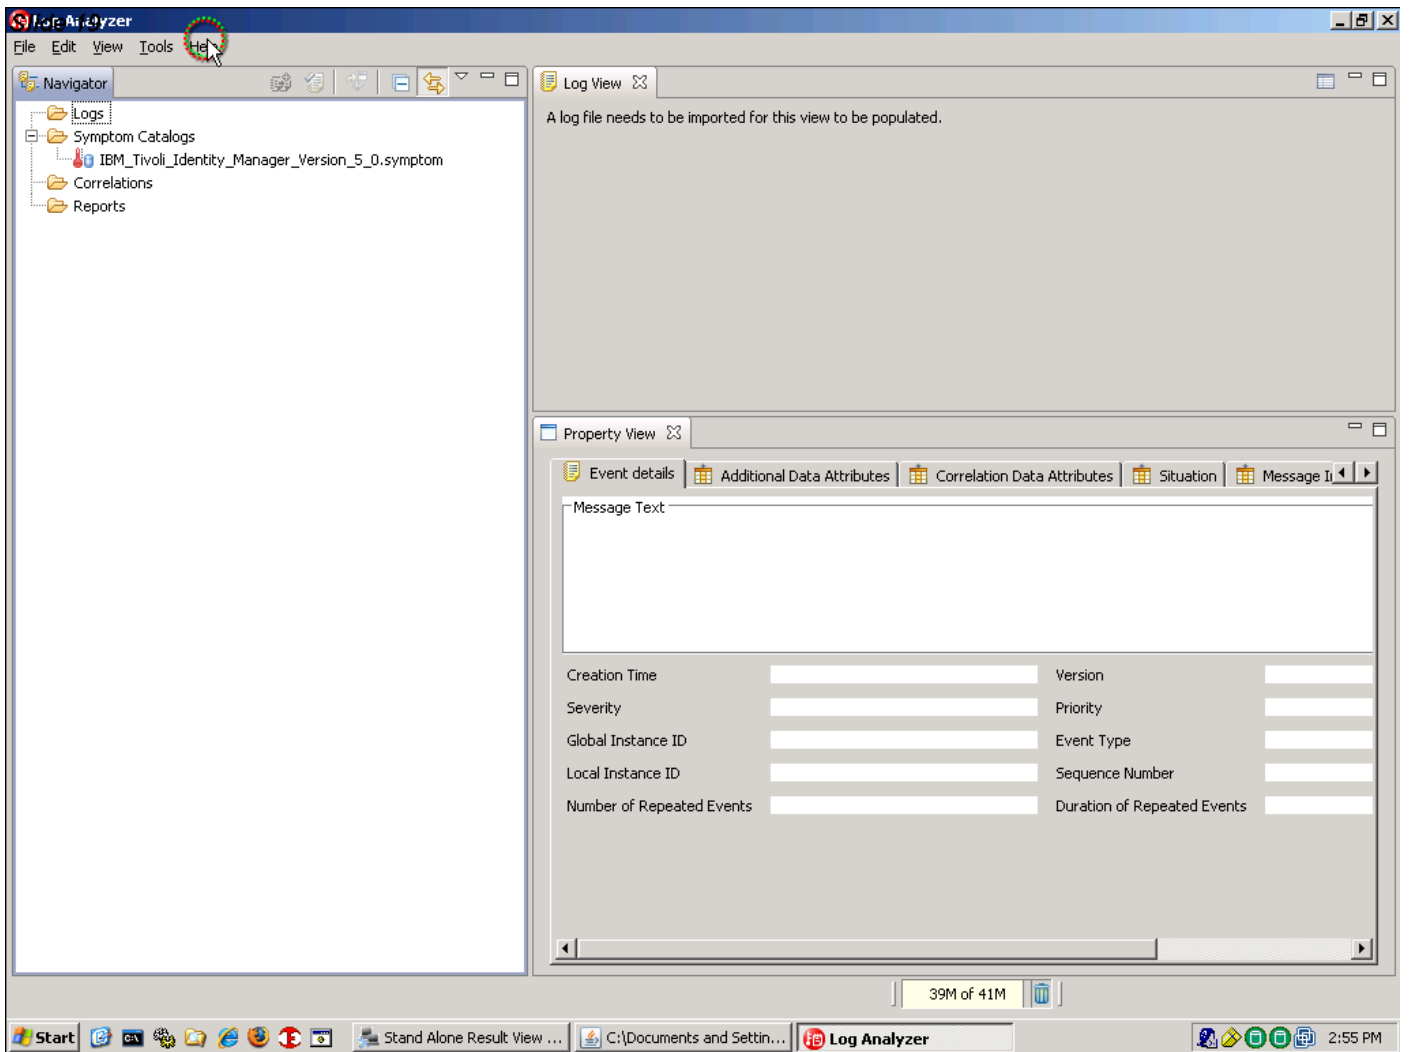 Log Analyzer
File Edit View Tools
Navigator
Logs
Symptom Catalogs
IBM_Tivoli_Identity_Manager_Version_5_0.symptom
Correlations
Reports
Log View
A log file needs to be imported for this view to be populated.
Property View
Event details Additional Data Attributes Correlation Data Attributes Situation Message
Message Text
Creation Time Version
Severity Priority
Global Instance ID Event Type
Local Instance ID Sequence Number
Number of Repeated Events Duration of Repeated Events
39M of 41M
Start Stand Alone Result View ... C:\Documents and Settin... Log Analyzer 2:55 PM